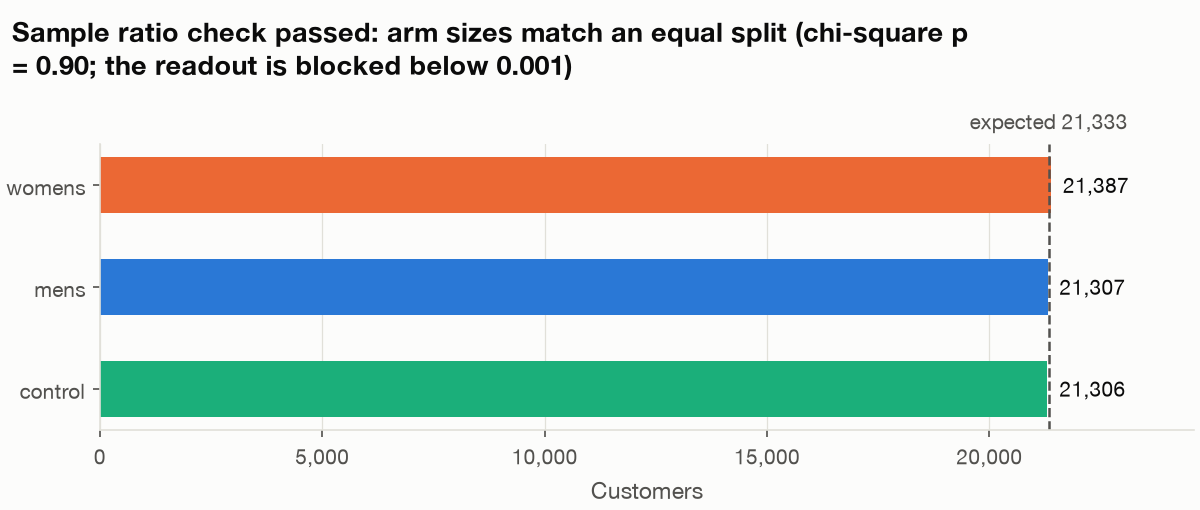 Sample ratio check passed: arm sizes match an equal split (chi-square p
= 0.90; the readout is blocked below 0.001)
expected 21,333
womens
21,387
mens
21,307
control
21,306
0
5,000
10,000
15,000
20,000
Customers